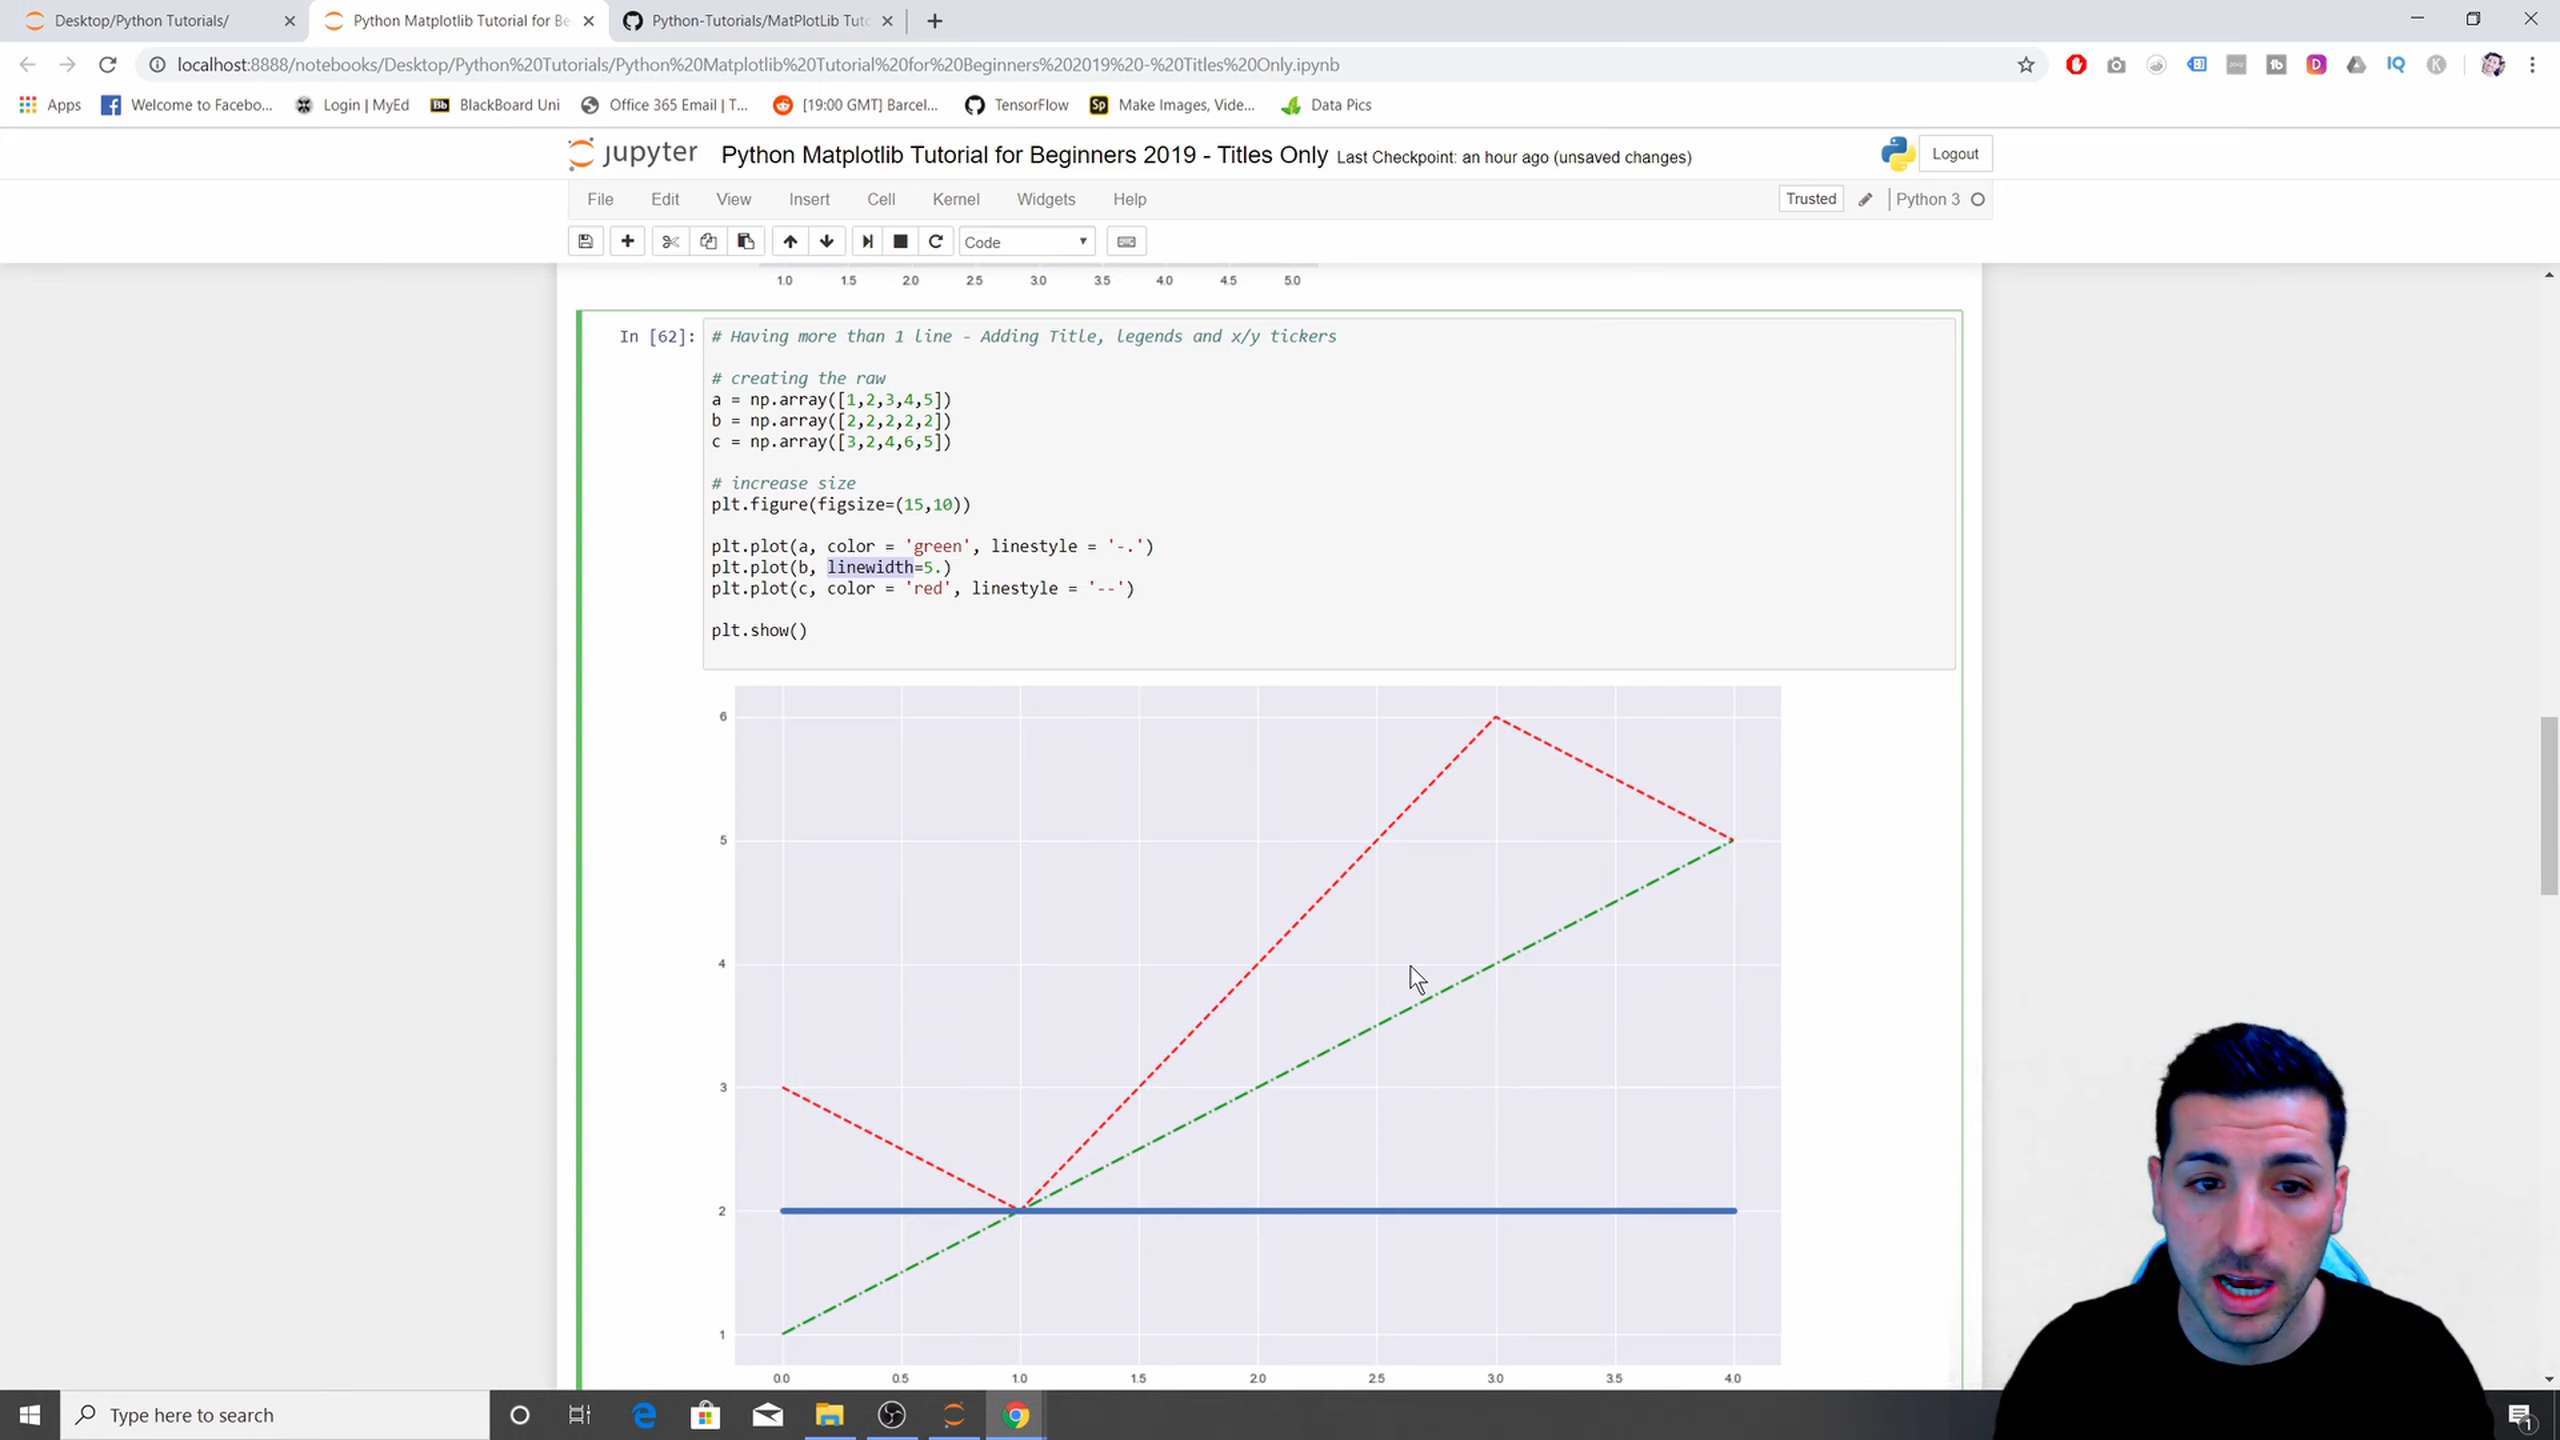 Desktop/Python Tutorials/
Python Matplotlib Tutorial for Be
Python-Tutorials/MatPlotLib Tuto
localhost:8888/notebooks/Desktop/Python%20Tutorials/Python%20Matplotlib%20Tutorial%20for%20Beginners%202019%20-%20Titles%20Only.ipynb
Apps
Welcome to Facebo...
Login | MyEd
Bb BlackBoard Uni
Office 365 Email | T...
[19:00 GMT] Barcel...
TensorFlow
Sp Make Images, Vide...
Data Pics
jupyter Python Matplotlib Tutorial for Beginners 2019 - Titles Only Last Checkpoint: an hour ago (unsaved changes)
Logout
File Edit View Insert Cell Kernel Widgets Help
Trusted
Python 3
Code
1.0 1.5 2.0 2.5 3.0 3.5 4.0 4.5 5.0
In [62]: # Having more than 1 line - Adding Title, legends and x/y tickers
# creating the raw
a = np.array([1,2,3,4,5])
b = np.array([2,2,2,2,2])
c = np.array([3,2,4,6,5])
# increase size
plt.figure(figsize=(15,10))
plt.plot(a, color = 'green', linestyle = '-.')
plt.plot(b, linewidth=5.)
plt.plot(c, color = 'red', linestyle = '--')
plt.show()
6
5
4
3
2
1
0.0 0.5 1.0 1.5 2.0 2.5 3.0 3.5 4.0
Type here to search
1